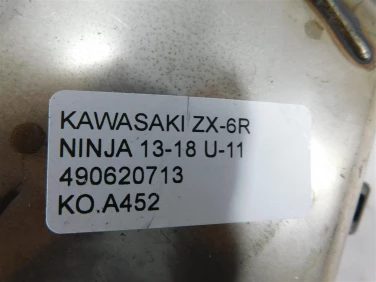 KAWASAKI ZX-6R
NINJA 13-18 U-11
490620713
KO.A452